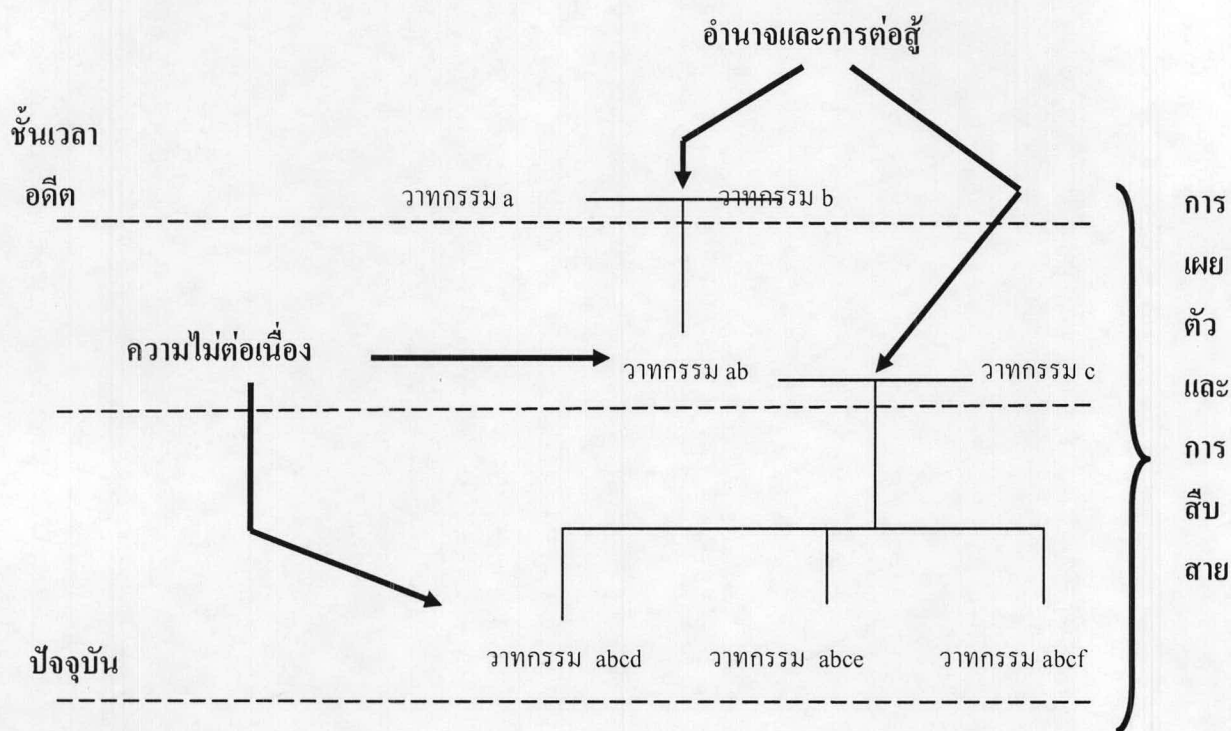 อำนาจและการต่อสู้
ชั้นเวลา
อดีต
วาทกรรม a
วาทกรรม b
ความไม่ต่อเนื่อง
วาทกรรม ab
วาทกรรม c
ปัจจุบัน
วาทกรรม abcd
วาทกรรม abce
วาทกรรม abcf
การ
เผย
ตัว
และ
การ
สืบ
สาย